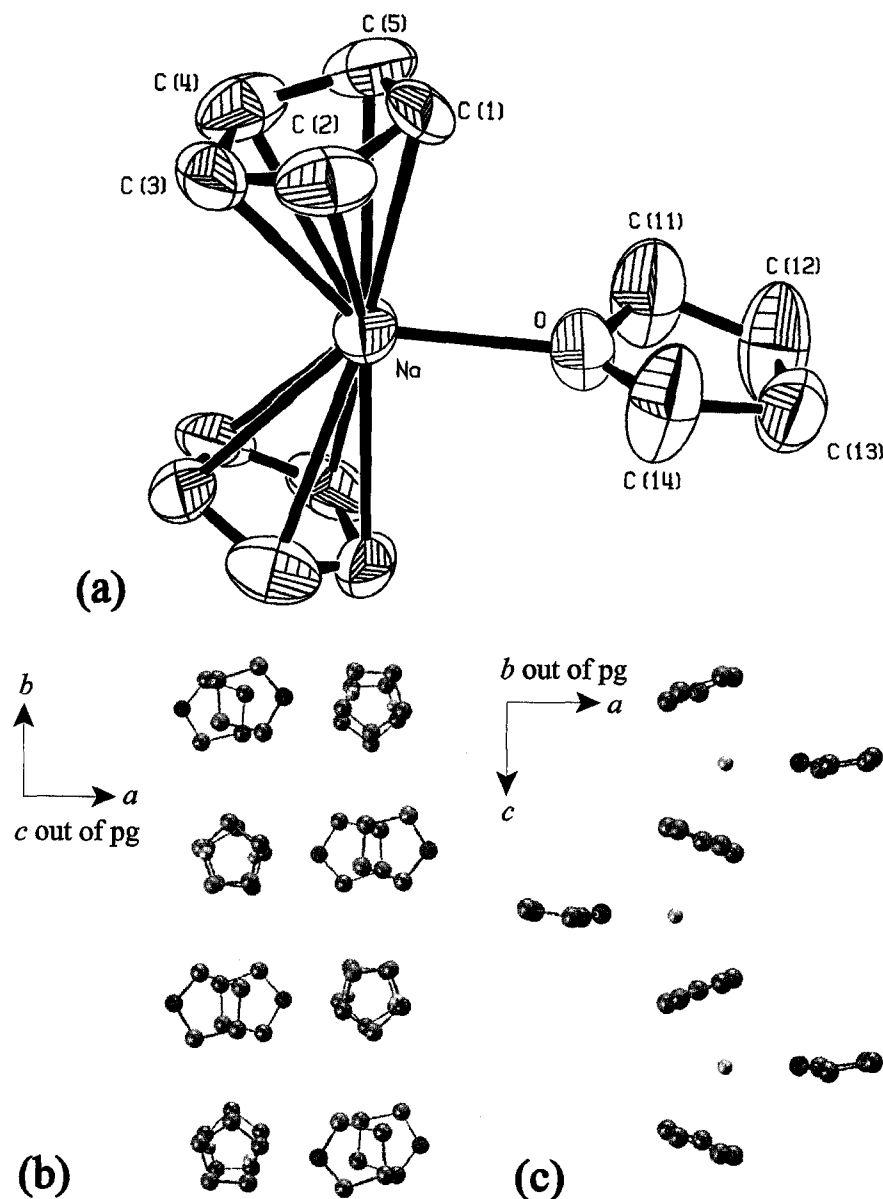 C(5)
C(4)
C(2)
C(1)
C(3)
C(11)
C(12)
O
Na
C(14)
C(13)
(a)
b
a
c out of pg
b out of pg
a
c
(b)
(c)